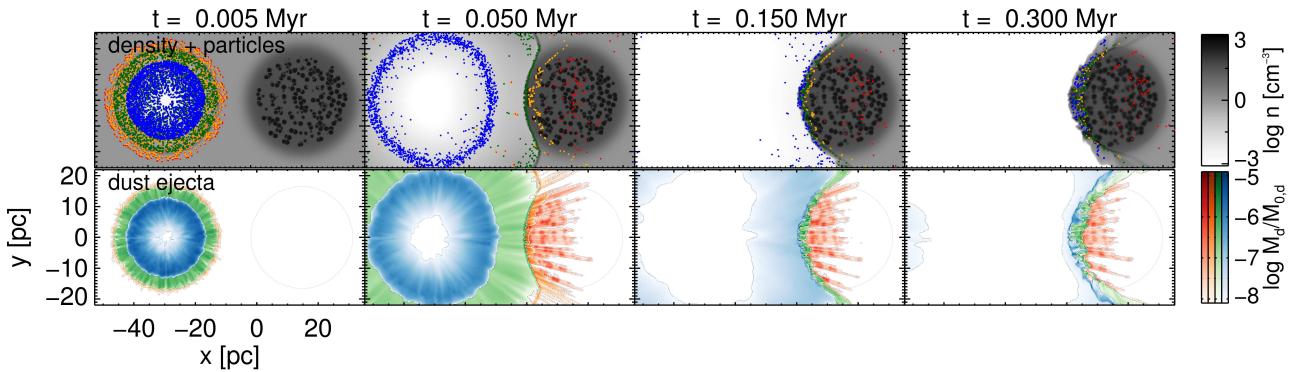 t = 0.005 Myr
t = 0.050 Myr
t = 0.150 Myr
t = 0.300 Myr
density + particles
3
0
−3
log n [cm⁻³]
dust ejecta
20
10
0
−10
−20
y [pc]
−5
−6
−7
−8
log M_d/M_0,d
−40 −20 0 20
x [pc]